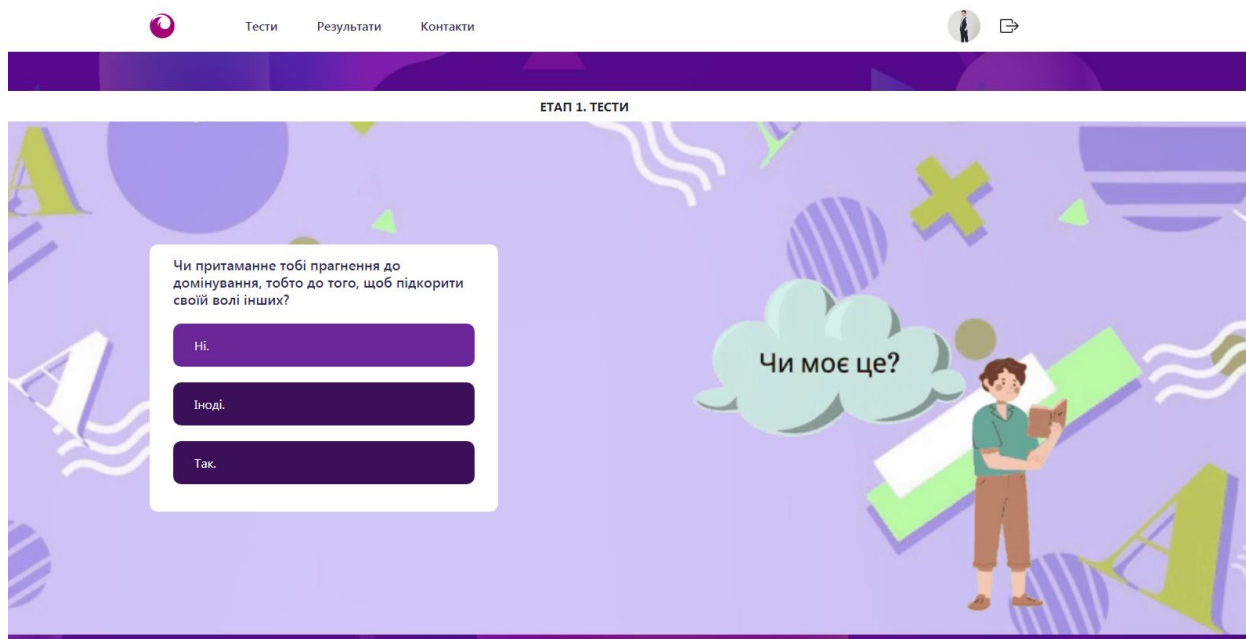 Тести Результати Контакти
ЕТАП 1. ТЕСТИ
Чи притаманне тобі прагнення до
домінування, тобто до того, щоб підкорити
своїй волі інших?
Ні.
Іноді.
Так.
Чи моє це?
A
A
A
A